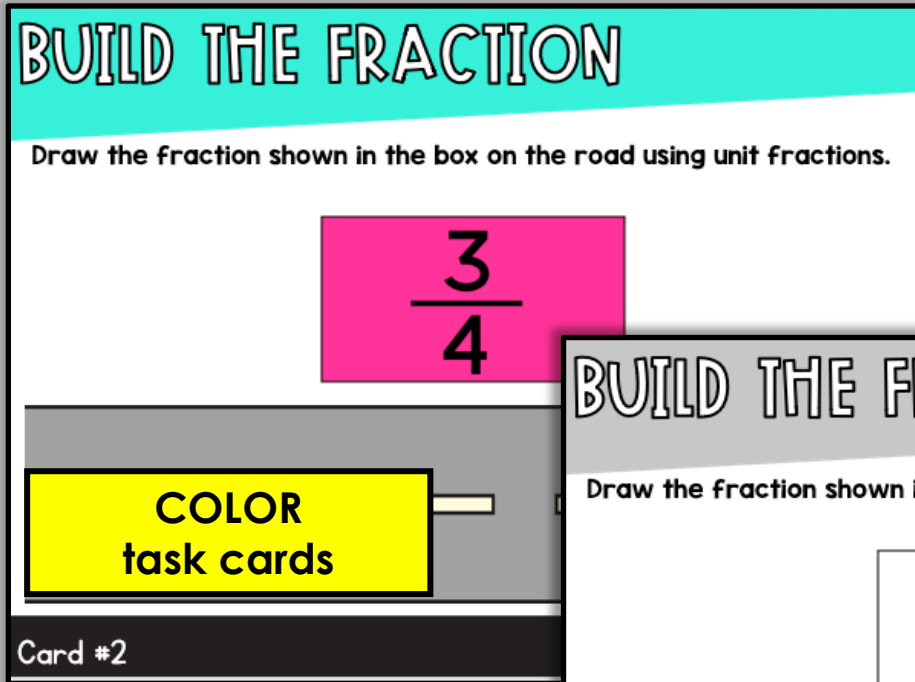 BUILD THE FRACTION
Draw the fraction shown in the box on the road using unit fractions.
3
4
COLOR
task cards
Card #2
BUILD THE
Draw the fraction shown